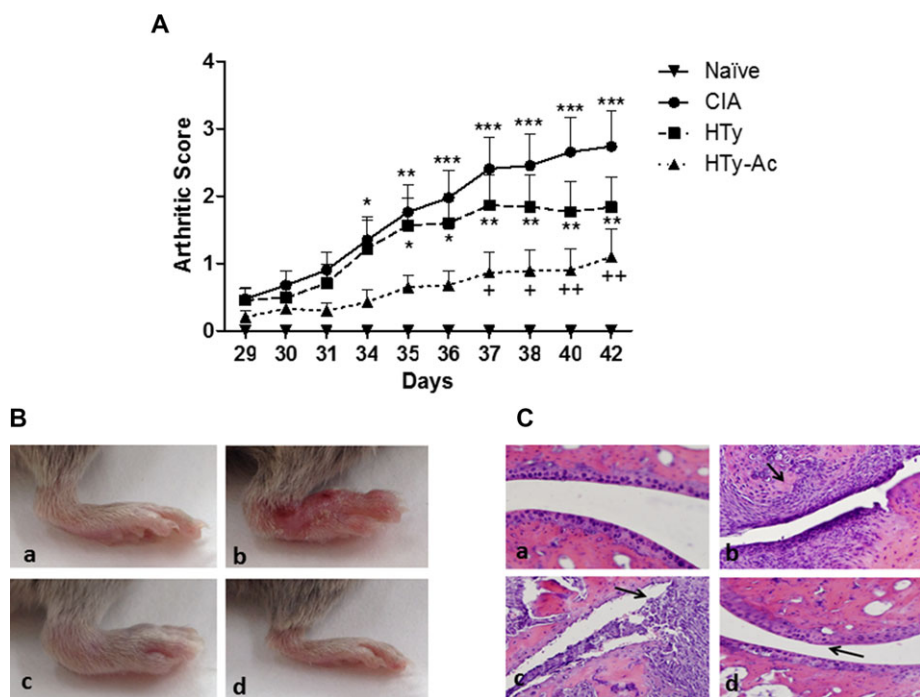 A
Arthritic Score
4
3
2
1
0
* ** *** *** *** *** ***
* * ** ** ** **
+ + ++ ++
29 30 31 34 35 36 37 38 40 42
Days
Naïve
CIA
HTy
HTy-Ac
B
a
b
c
d
C
a
b
c
d